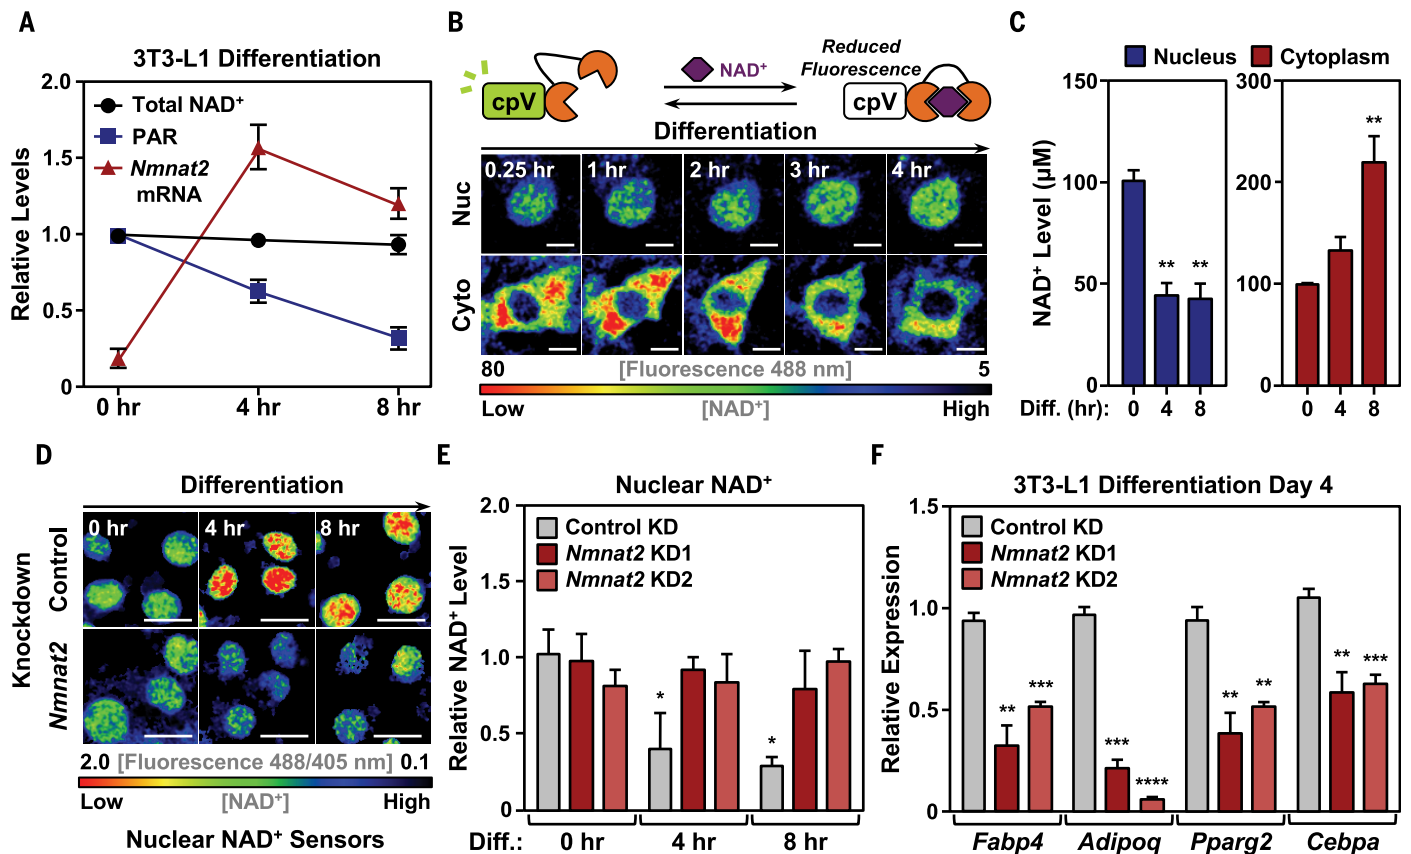 A
3T3-L1 Differentiation
Relative Levels
2.0
1.5
1.0
0.5
0
Total NAD⁺
PAR
Nmnat2
mRNA
0 hr 4 hr 8 hr
B
cpV
NAD⁺
Reduced
Fluorescence
cpV
Differentiation
Nuc
0.25 hr 1 hr 2 hr 3 hr 4 hr
Cyto
80 [Fluorescence 488 nm] 5
Low [NAD⁺] High
C
Nucleus Cytoplasm
NAD⁺ Level (µM)
150
100
50
0
** **
300
200
100
0
**
Diff. (hr): 0 4 8 0 4 8
D
Differentiation
Knockdown
Control
0 hr 4 hr 8 hr
Nmnat2
2.0 [Fluorescence 488/405 nm] 0.1
Low [NAD⁺] High
Nuclear NAD⁺ Sensors
E
Nuclear NAD⁺
Relative NAD⁺ Level
2.0
1.5
1.0
0.5
0
Control KD
Nmnat2 KD1
Nmnat2 KD2
* *
Diff.: 0 hr 4 hr 8 hr
F
3T3-L1 Differentiation Day 4
Relative Expression
1.5
1.0
0.5
0
Control KD
Nmnat2 KD1
Nmnat2 KD2
** *** *** **** ** ** ** ***
Fabp4 Adipoq Pparg2 Cebpa